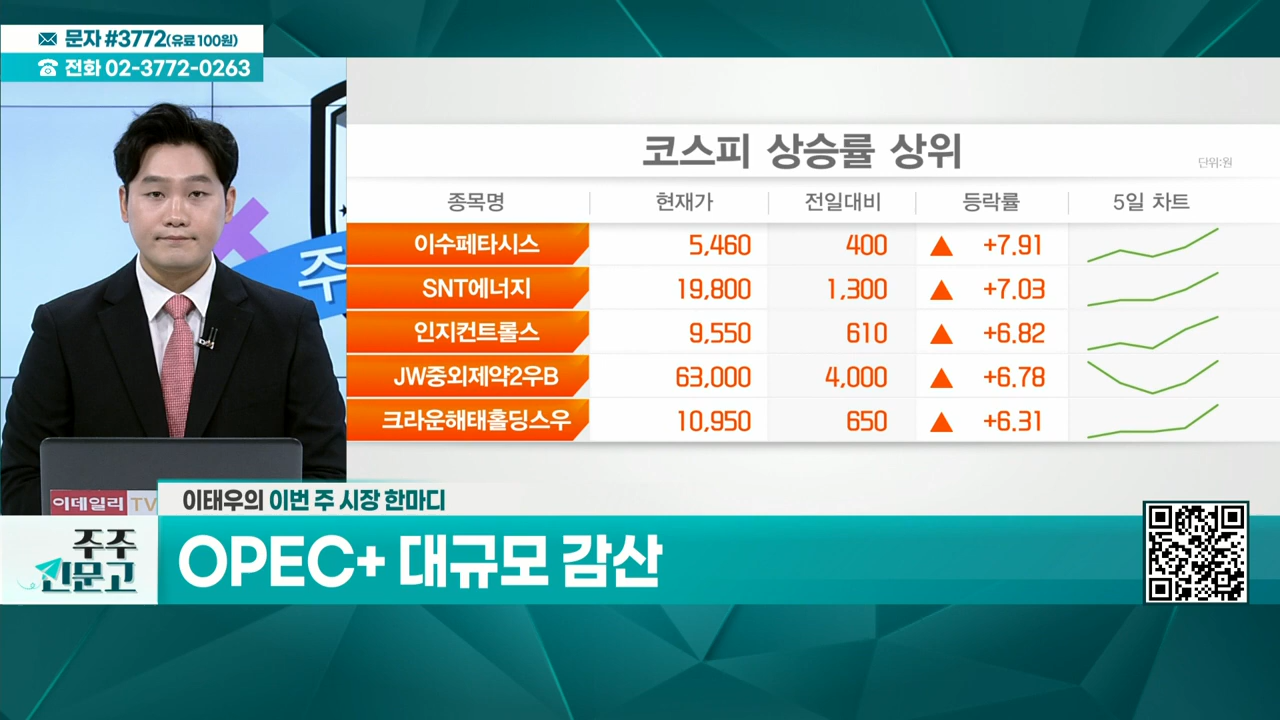 문자 #3772(유료 100원)
전화 02-3772-0263
주
코스피 상승률 상위
단위:원
종목명 현재가 전일대비 등락률 5일 차트
이수페타시스 5,460 400 ▲ +7.91
SNT에너지 19,800 1,300 ▲ +7.03
인지컨트롤스 9,550 610 ▲ +6.82
JW중외제약2우B 63,000 4,000 ▲ +6.78
크라운해태홀딩스우 10,950 650 ▲ +6.31
이데일리 TV
이태우의 이번 주 시장 한마디
주주
신문고
OPEC+ 대규모 감산